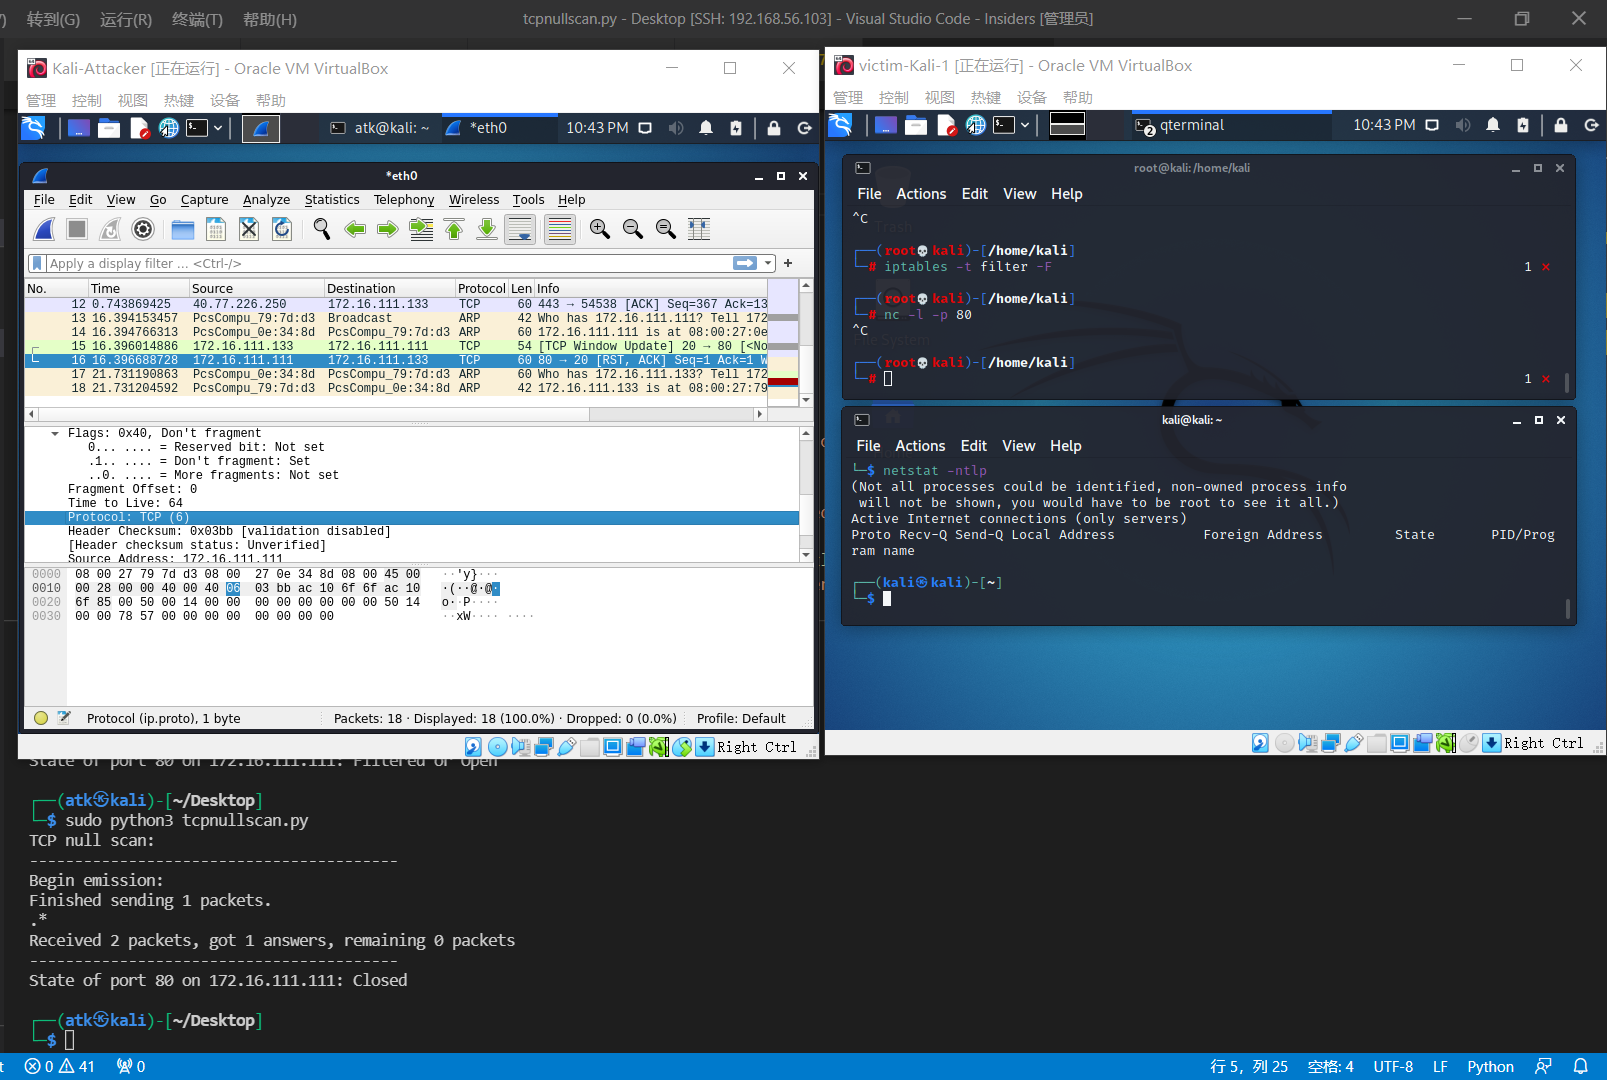 转到(G) 运行(R) 终端(T) 帮助(H) tcpnullscan.py - Desktop [SSH: 192.168.56.103] - Visual Studio Code - Insiders [管理员]
Kali-Attacker [正在运行] - Oracle VM VirtualBox
管理 控制 视图 热键 设备 帮助
atk@kali: ~ *eth0 10:43 PM
*eth0
File Edit View Go Capture Analyze Statistics Telephony Wireless Tools Help
Apply a display filter ... <Ctrl-/>
No. Time Source Destination Protocol Len Info
12 0.743869425 40.77.226.250 172.16.111.133 TCP 60 443 → 54538 [ACK] Seq=367 Ack=13
13 16.394153457 PcsCompu_79:7d:d3 Broadcast ARP 42 Who has 172.16.111.111? Tell 172
14 16.394766313 PcsCompu_0e:34:8d PcsCompu_79:7d:d3 ARP 60 172.16.111.111 is at 08:00:27:0e
15 16.396014886 172.16.111.133 172.16.111.111 TCP 54 [TCP Window Update] 20 → 80 [<No
16 16.396688728 172.16.111.111 172.16.111.133 TCP 60 80 → 20 [RST, ACK] Seq=1 Ack=1 W
17 21.731190863 PcsCompu_0e:34:8d PcsCompu_79:7d:d3 ARP 60 Who has 172.16.111.133? Tell 172
18 21.731204592 PcsCompu_79:7d:d3 PcsCompu_0e:34:8d ARP 42 172.16.111.133 is at 08:00:27:79
Flags: 0x40, Don't fragment
0... .... = Reserved bit: Not set
.1.. .... = Don't fragment: Set
..0. .... = More fragments: Not set
Fragment Offset: 0
Time to Live: 64
Protocol: TCP (6)
Header Checksum: 0x03bb [validation disabled]
[Header checksum status: Unverified]
Source Address: 172.16.111.111
0000 08 00 27 79 7d d3 08 00 27 0e 34 8d 08 00 45 00 ··'y}···
0010 00 28 00 00 40 00 40 06 03 bb ac 10 6f 6f ac 10 ·(··@·@·
0020 6f 85 00 50 00 14 00 00 00 00 00 00 00 00 50 14 o··P····
0030 00 00 78 57 00 00 00 00 00 00 00 00 ··xW···· ····
Protocol (ip.proto), 1 byte Packets: 18 · Displayed: 18 (100.0%) · Dropped: 0 (0.0%) Profile: Default
Right Ctrl
victim-Kali-1 [正在运行] - Oracle VM VirtualBox
管理 控制 视图 热键 设备 帮助
2 qterminal 10:43 PM
root@kali: /home/kali
File Actions Edit View Help
^C
Trash
┌──(root💀kali)-[/home/kali]
└─# iptables -t filter -F 1 ⨯
┌──(root💀kali)-[/home/kali]
└─# nc -l -p 80
^C
File System
┌──(root💀kali)-[/home/kali]
└─# 1 ⨯
kali@kali: ~
File Actions Edit View Help
└─$ netstat -ntlp
(Not all processes could be identified, non-owned process info
will not be shown, you would have to be root to see it all.)
Active Internet connections (only servers)
Proto Recv-Q Send-Q Local Address Foreign Address State PID/Prog
ram name
┌──(kali㉿kali)-[~]
└─$
Right Ctrl
State of port 80 on 172.16.111.111: Filtered or Open
┌──(atk㉿kali)-[~/Desktop]
└─$ sudo python3 tcpnullscan.py
TCP null scan:
-----------------------------------------
Begin emission:
Finished sending 1 packets.
.*
Received 2 packets, got 1 answers, remaining 0 packets
-----------------------------------------
State of port 80 on 172.16.111.111: Closed
┌──(atk㉿kali)-[~/Desktop]
└─$
0 41 0 行 5，列 25 空格: 4 UTF-8 LF Python